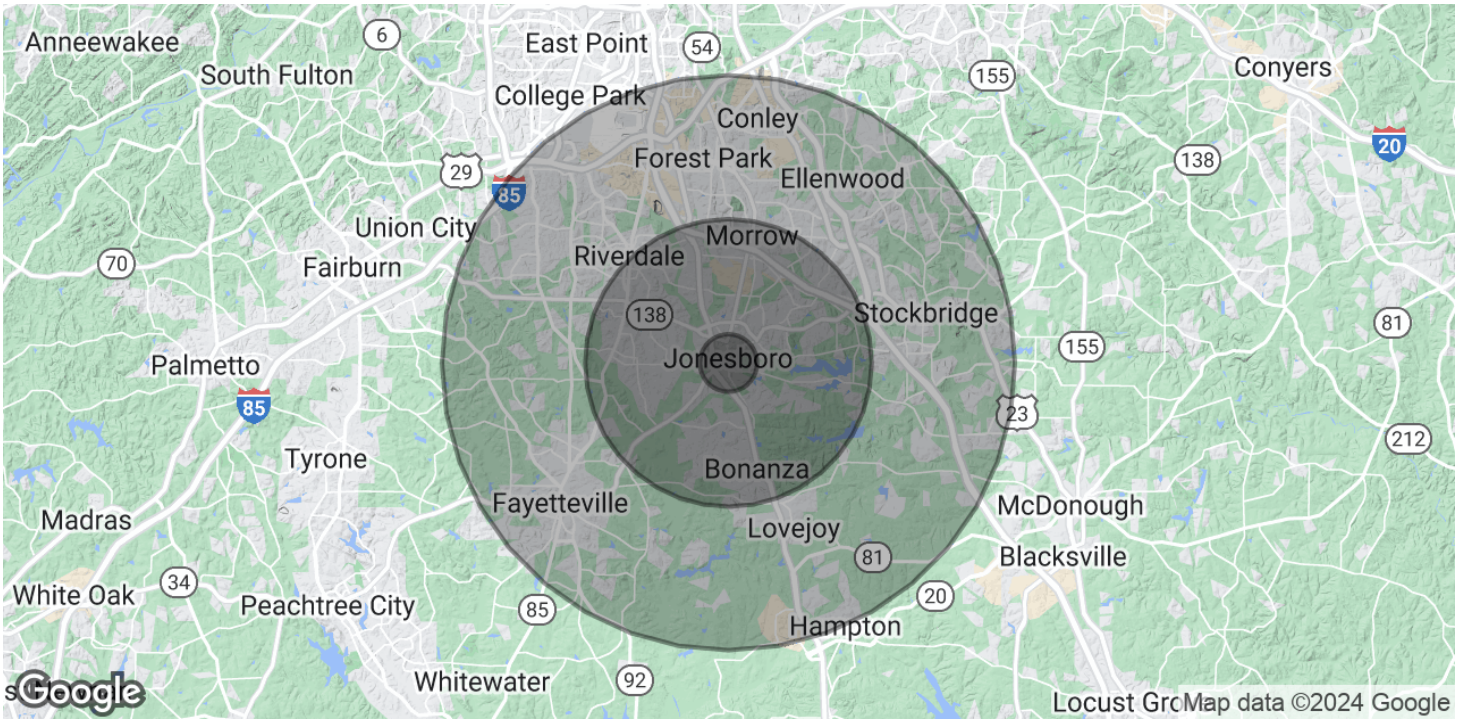 Anneewakee
6
East Point
54
South Fulton
155
Conyers
College Park
Conley
20
Forest Park
138
29
85
Ellenwood
Union City
Morrow
70
Riverdale
Fairburn
138
Stockbridge
81
155
Palmetto
Jonesboro
85
23
212
Tyrone
Bonanza
Fayetteville
McDonough
Madras
Lovejoy
81
Blacksville
34
White Oak
Peachtree City
85
20
Hampton
Whitewater
92
Google
Locust Gro
Map data ©2024 Google